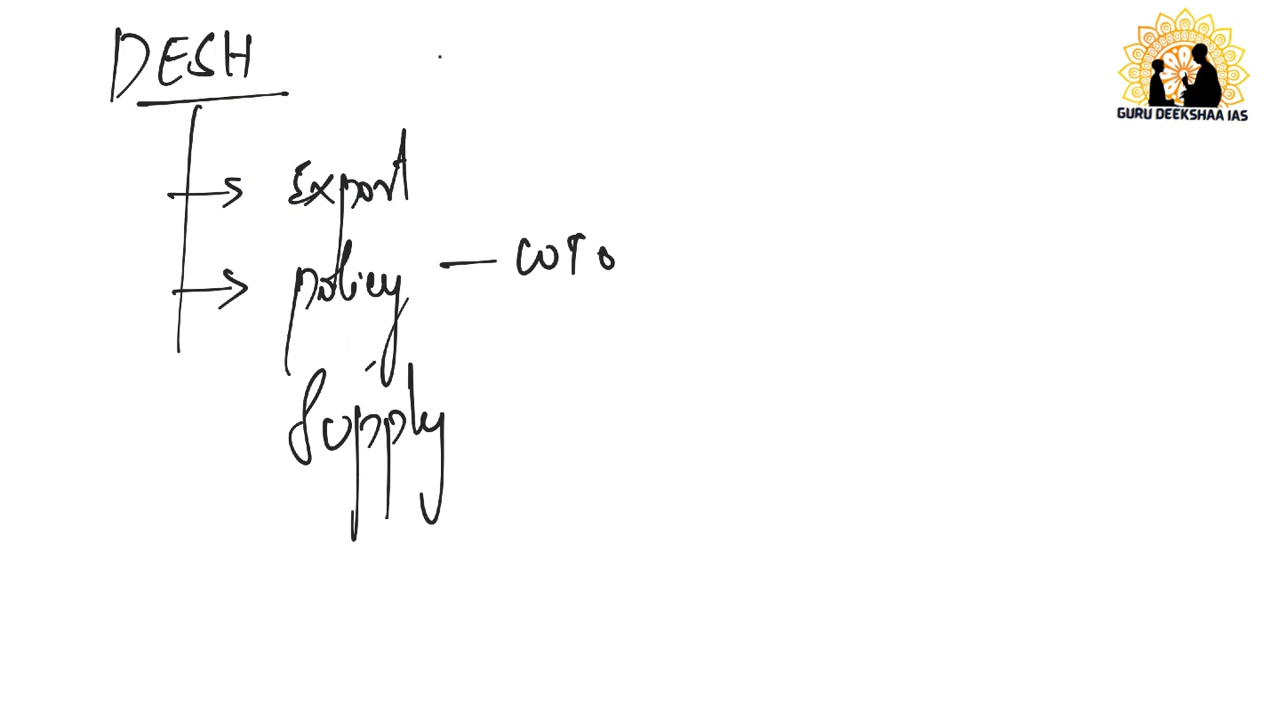 DESH
GURU DEEKSHAA IAS
→ Export
→ policy — WTO
Supply